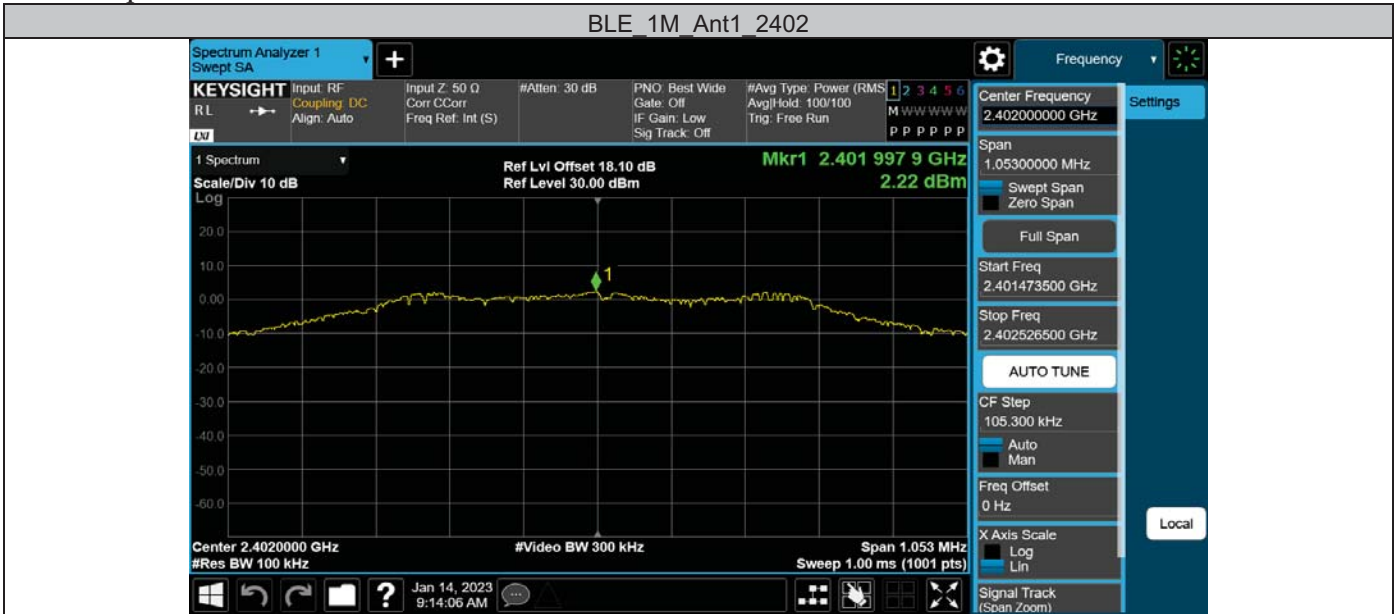 BLE_1M_Ant1_2402
Spectrum Analyzer 1
Swept SA
Frequency
KEYSIGHT
RL
LXI
Input: RF
Coupling: DC
Align: Auto
Input Z: 50 Ω
Corr CCorr
Freq Ref: Int (S)
#Atten: 30 dB
PNO: Best Wide
Gate: Off
IF Gain: Low
Sig Track: Off
#Avg Type: Power (RMS
Avg|Hold: 100/100
Trig: Free Run
1 2 3 4 5 6
M W W W W W
P P P P P P
1 Spectrum
Scale/Div 10 dB
Log
Ref Lvl Offset 18.10 dB
Ref Level 30.00 dBm
Mkr1 2.401 997 9 GHz
2.22 dBm
20.0
10.0
0.00
-10.0
-20.0
-30.0
-40.0
-50.0
-60.0
1
Center 2.4020000 GHz
#Res BW 100 kHz
#Video BW 300 kHz
Span 1.053 MHz
Sweep 1.00 ms (1001 pts)
Center Frequency
2.402000000 GHz
Settings
Span
1.05300000 MHz
Swept Span
Zero Span
Full Span
Start Freq
2.401473500 GHz
Stop Freq
2.402526500 GHz
AUTO TUNE
CF Step
105.300 kHz
Auto
Man
Freq Offset
0 Hz
X Axis Scale
Log
Lin
Local
Signal Track
(Span Zoom)
?
Jan 14, 2023
9:14:06 AM